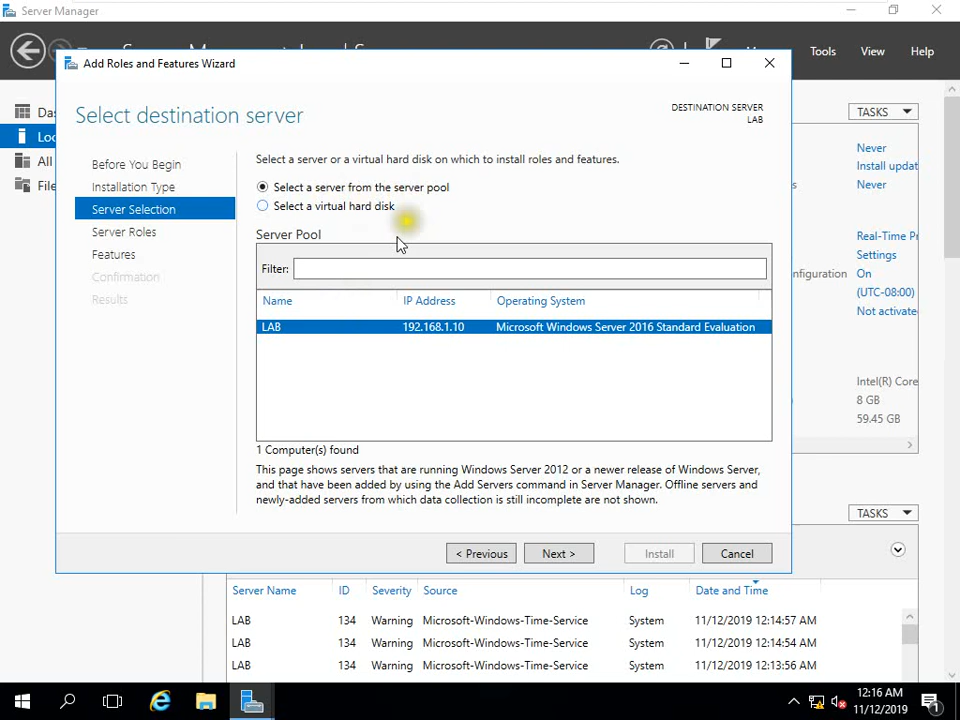 Server Manager
Tools
View
Help
Add Roles and Features Wizard
Select destination server
DESTINATION SERVER
LAB
Before You Begin
Installation Type
Server Selection
Server Roles
Features
Confirmation
Results
Select a server or a virtual hard disk on which to install roles and features.
Select a server from the server pool
Select a virtual hard disk
Server Pool
Filter:
Name IP Address Operating System
LAB 192.168.1.10 Microsoft Windows Server 2016 Standard Evaluation
1 Computer(s) found
This page shows servers that are running Windows Server 2012 or a newer release of Windows Server,
and that have been added by using the Add Servers command in Server Manager. Offline servers and
newly-added servers from which data collection is still incomplete are not shown.
< Previous
Next >
Install
Cancel
Das
Loc
All
File
TASKS
Never
Install updat
Never
Real-Time Pr
Settings
nfiguration On
(UTC-08:00)
Not activate
Intel(R) Core
8 GB
59.45 GB
TASKS
Server Name ID Severity Source Log Date and Time
LAB 134 Warning Microsoft-Windows-Time-Service System 11/12/2019 12:14:57 AM
LAB 134 Warning Microsoft-Windows-Time-Service System 11/12/2019 12:14:54 AM
LAB 134 Warning Microsoft-Windows-Time-Service System 11/12/2019 12:13:56 AM
12:16 AM
11/12/2019
1